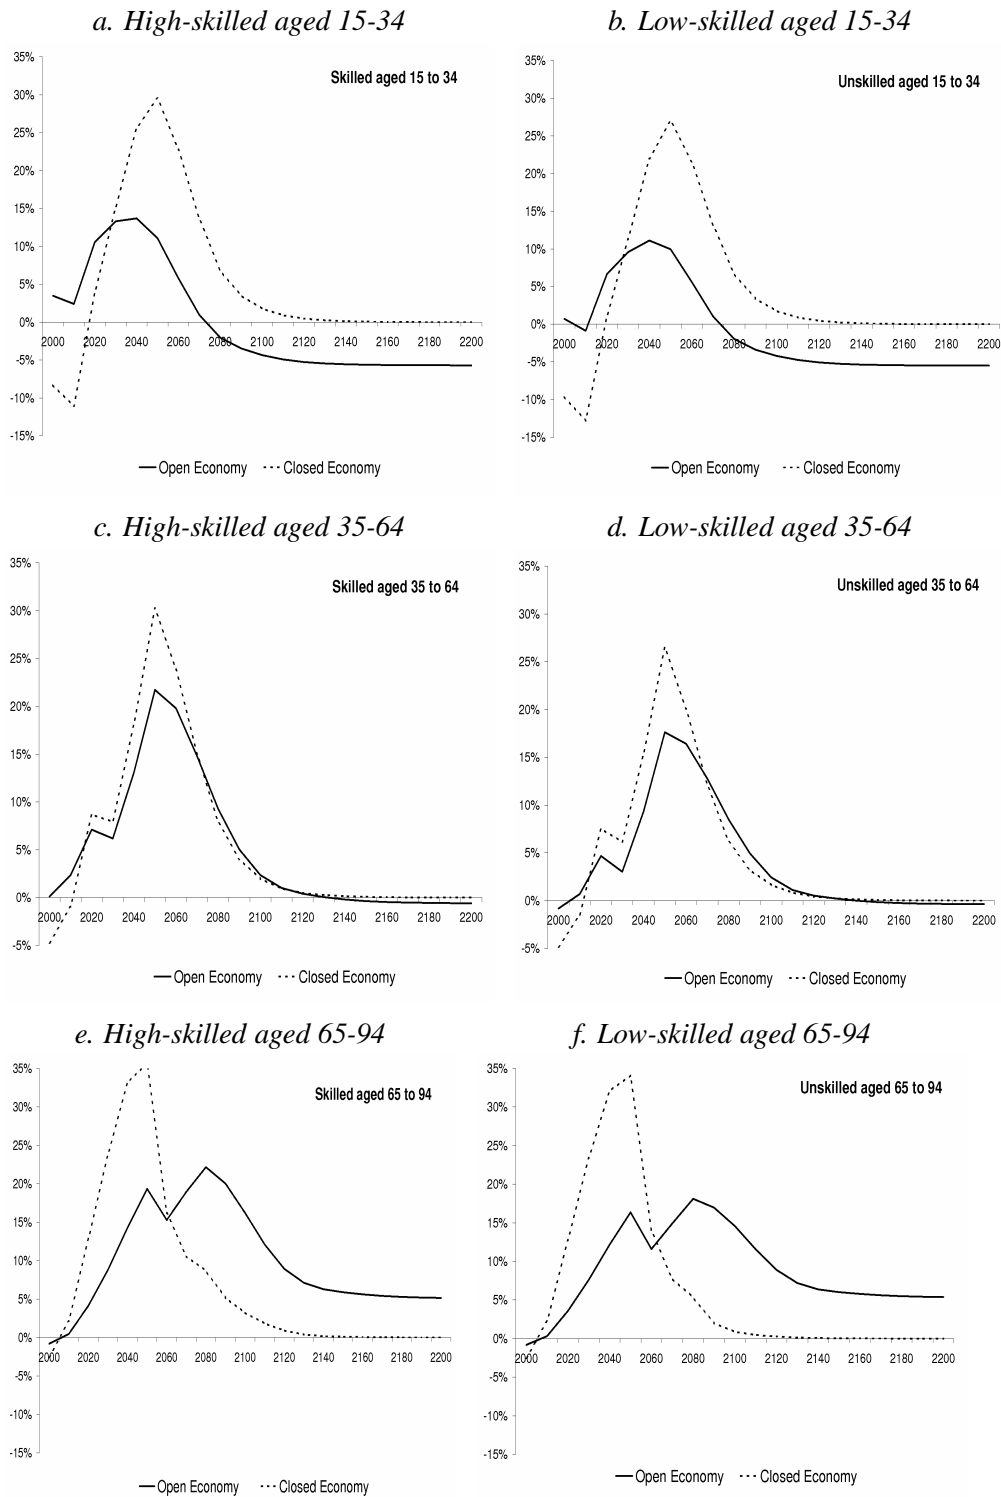 a. High-skilled aged 15-34
35%
Skilled aged 15 to 34
30%
25%
20%
15%
10%
5%
0%
2000 2020 2040 2060 2080 2100 2120 2140 2160 2180 2200
-5%
-10%
-15%
Open Economy Closed Economy
b. Low-skilled aged 15-34
35%
Unskilled aged 15 to 34
30%
25%
20%
15%
10%
5%
0%
2000 2020 2040 2060 2080 2100 2120 2140 2160 2180 2200
-5%
-10%
-15%
Open Economy Closed Economy
c. High-skilled aged 35-64
35%
Skilled aged 35 to 64
30%
25%
20%
15%
10%
5%
0%
2000 2020 2040 2060 2080 2100 2120 2140 2160 2180 2200
-5%
Open Economy Closed Economy
d. Low-skilled aged 35-64
35%
Unskilled aged 35 to 64
30%
25%
20%
15%
10%
5%
0%
2000 2020 2040 2060 2080 2100 2120 2140 2160 2180 2200
-5%
Open Economy Closed Economy
e. High-skilled aged 65-94
35%
Skilled aged 65 to 94
30%
25%
20%
15%
10%
5%
0%
2000 2020 2040 2060 2080 2100 2120 2140 2160 2180 2200
-5%
-10%
-15%
Open Economy Closed Economy
f. Low-skilled aged 65-94
35%
Unskilled aged 65 to 94
30%
25%
20%
15%
10%
5%
0%
2000 2020 2040 2060 2080 2100 2120 2140 2160 2180 2200
-5%
-10%
-15%
Open Economy Closed Economy